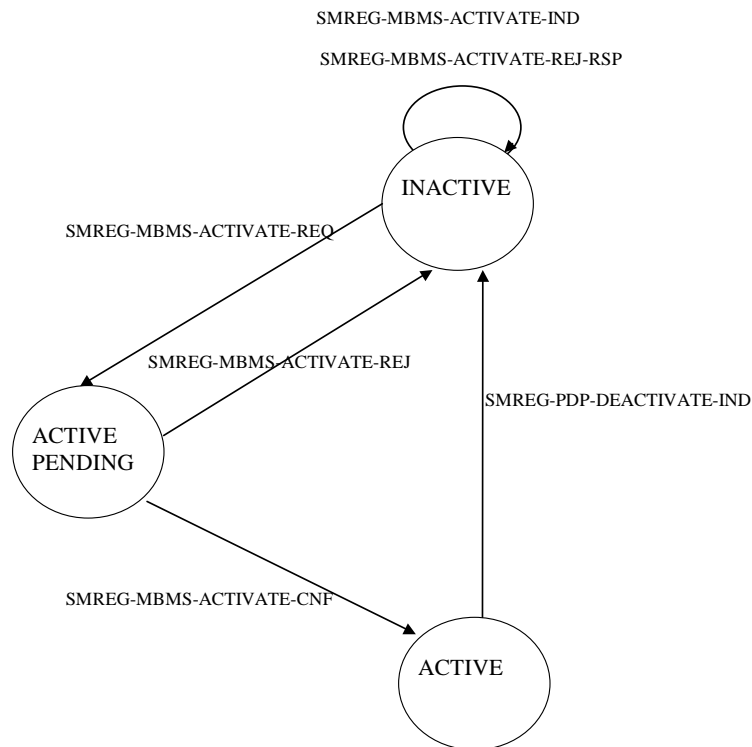 SMREG-MBMS-ACTIVATE-IND
SMREG-MBMS-ACTIVATE-REJ-RSP
INACTIVE
SMREG-MBMS-ACTIVATE-REQ
SMREG-MBMS-ACTIVATE-REJ
SMREG-PDP-DEACTIVATE-IND
ACTIVE
PENDING
SMREG-MBMS-ACTIVATE-CNF
ACTIVE